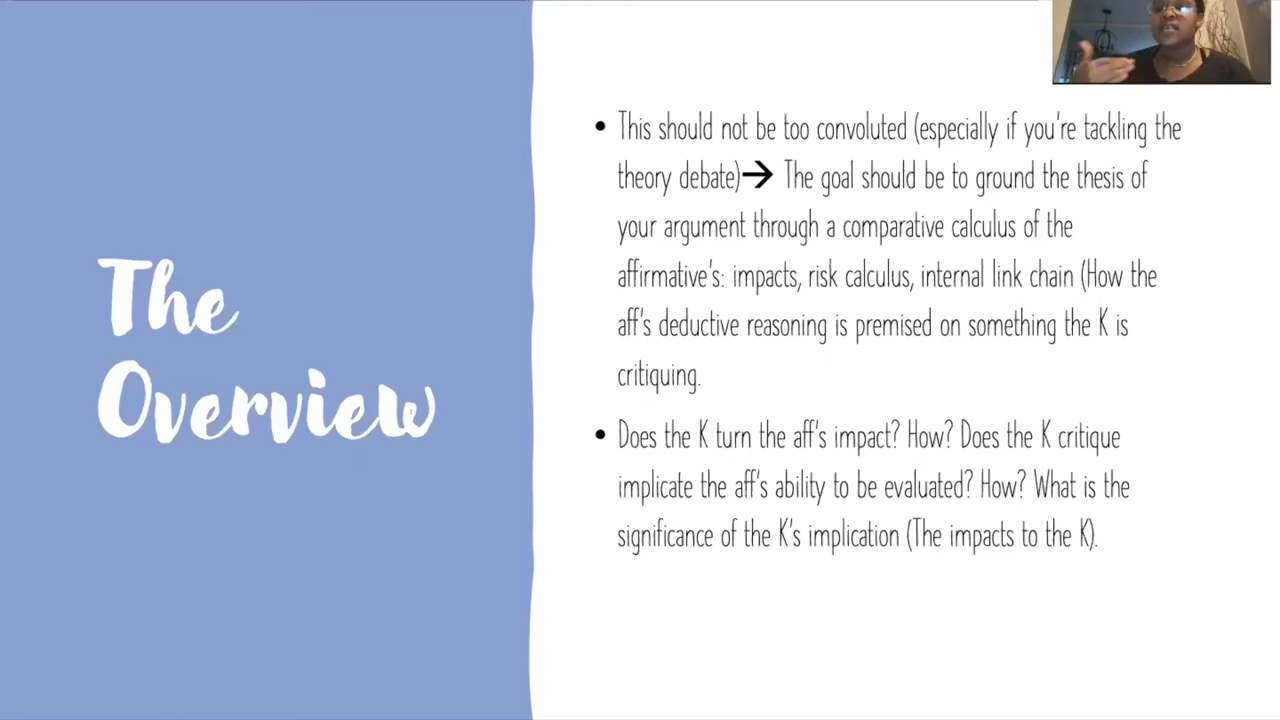 The
Overview
• This should not be too convoluted (especially if you're tackling the
theory debate)→ The goal should be to ground the thesis of
your argument through a comparative calculus of the
affirmative's: impacts, risk calculus, internal link chain (How the
aff's deductive reasoning is premised on something the K is
critiquing.
• Does the K turn the aff's impact? How? Does the K critique
implicate the aff's ability to be evaluated? How? What is the
significance of the K's implication (The impacts to the K).